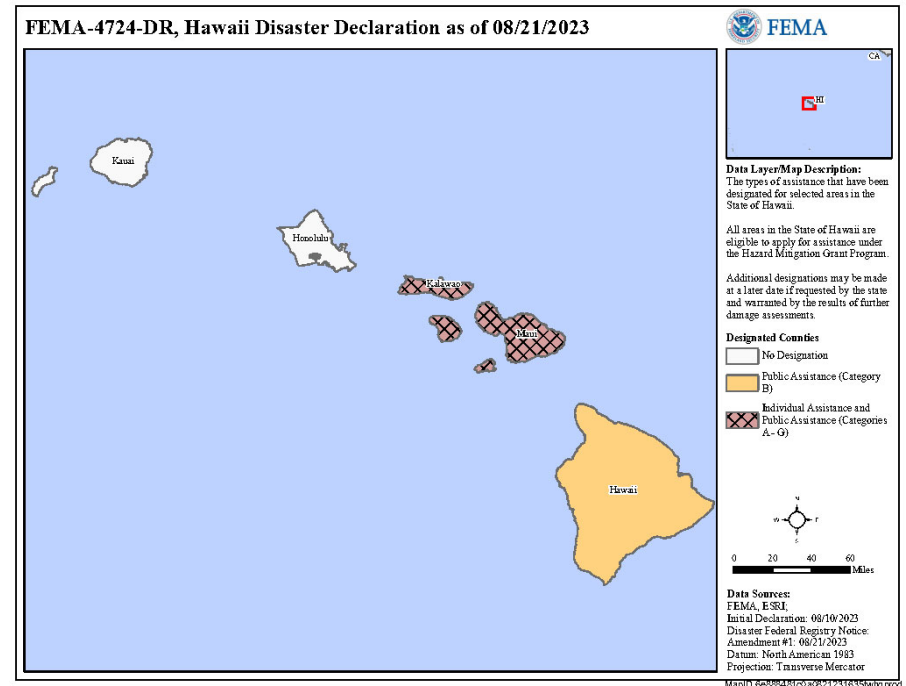 FEMA-4724-DR, Hawaii Disaster Declaration as of 08/21/2023
FEMA
CA
HI
Kauai
Honolulu
Kalawao
Maui
Hawaii
Data Layer/Map Description:
The types of assistance that have been
designated for selected areas in the
State of Hawaii.
All areas in the State of Hawaii are
eligible to apply for assistance under
the Hazard Mitigation Grant Program.
Additional designations may be made
at a later date if requested by the state
and warranted by the results of further
damage assessments.
Designated Counties
No Designation
Public Assistance (Category
B)
Individual Assistance and
Public Assistance (Categories
A - G)
N
W
E
S
0 20 40 60
Miles
Data Sources:
FEMA, ESRI;
Initial Declaration: 08/10/2023
Disaster Federal Registry Notice:
Amendment #1: 08/21/2023
Datum: North American 1983
Projection: Transverse Mercator
MapID